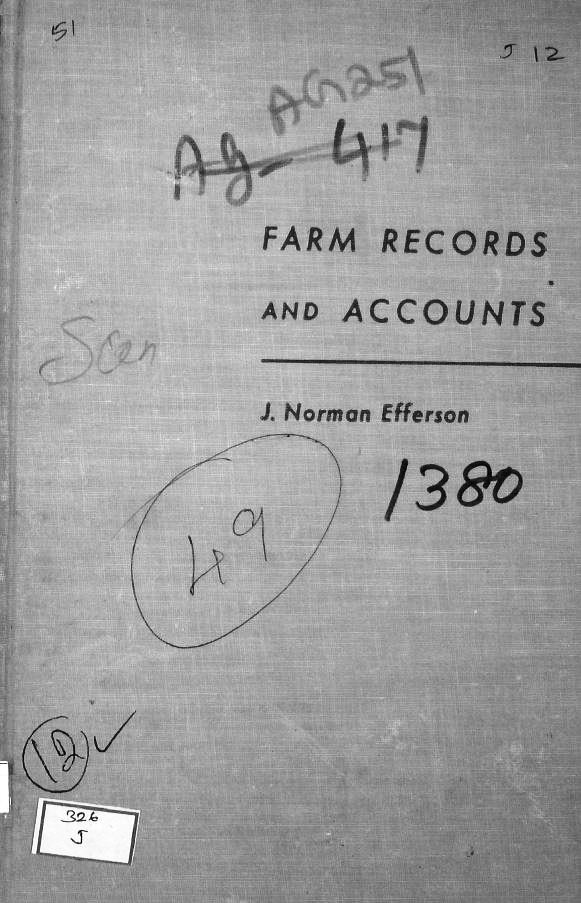 51
J 12
AG251
Ag- 417
FARM RECORDS
AND ACCOUNTS
Scan
J. Norman Efferson
1380
49
12 ✓
326
J